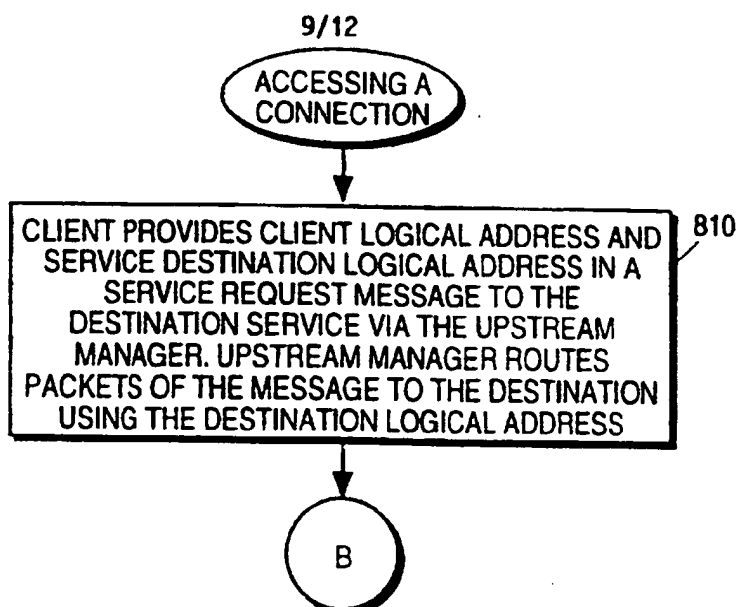 9/12
ACCESSING A
CONNECTION
CLIENT PROVIDES CLIENT LOGICAL ADDRESS AND
SERVICE DESTINATION LOGICAL ADDRESS IN A
SERVICE REQUEST MESSAGE TO THE
DESTINATION SERVICE VIA THE UPSTREAM
MANAGER. UPSTREAM MANAGER ROUTES
PACKETS OF THE MESSAGE TO THE DESTINATION
USING THE DESTINATION LOGICAL ADDRESS
810
B